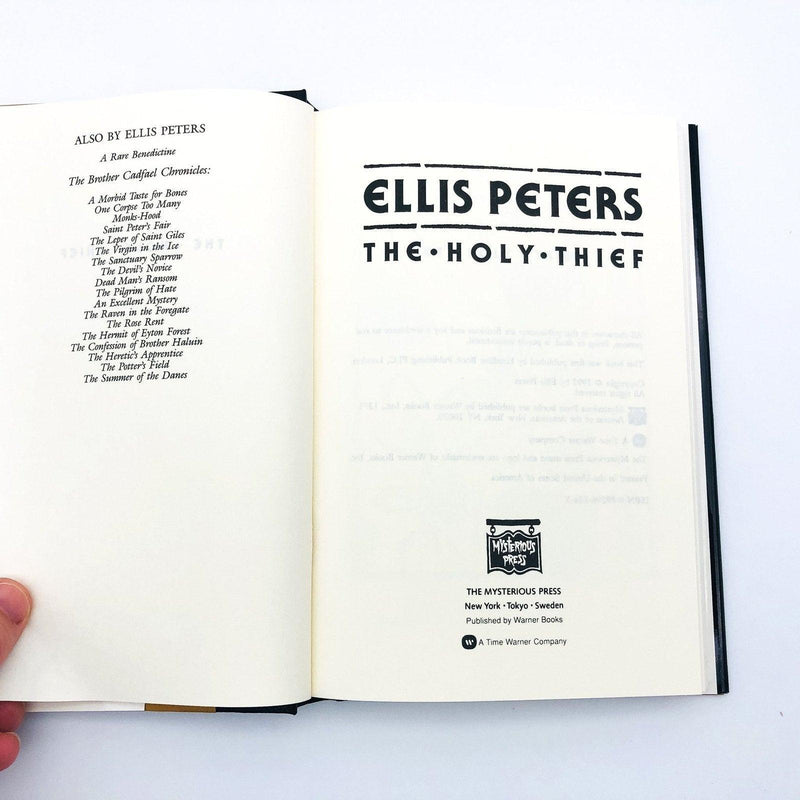 ALSO BY ELLIS PETERS
A Rare Benedictine
The Brother Cadfael Chronicles:
A Morbid Taste for Bones
One Corpse Too Many
Monks-Hood
Saint Peter's Fair
The Leper of Saint Giles
The Virgin in the Ice
The Sanctuary Sparrow
The Devil's Novice
Dead Man's Ransom
The Pilgrim of Hate
An Excellent Mystery
The Raven in the Foregate
The Rose Rent
The Hermit of Eyton Forest
The Confession of Brother Haluin
The Heretic's Apprentice
The Potter's Field
The Summer of the Danes
ELLIS PETERS
THE·HOLY·THIEF
MYSTERIOUS
PRESS
THE MYSTERIOUS PRESS
New York · Tokyo · Sweden
Published by Warner Books
W A Time Warner Company